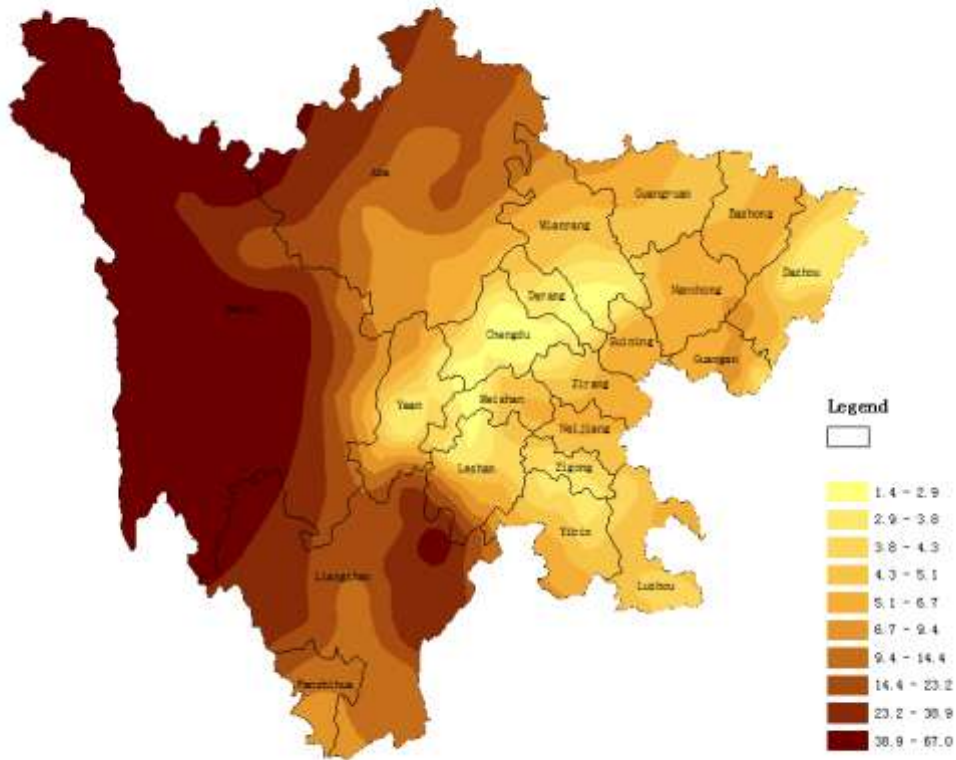 Aba
Guangyuan
Bazhong
Mianyang
Dazhou
Nanchong
Deyang
Chengdu
Suining
Guangan
Ziyang
Yaan
Meishan
Neijiang
Leshan
Zigong
Yibin
Liangshan
Luzhou
Panzhihua
Legend
1.4 - 2.9
2.9 - 3.8
3.8 - 4.3
4.3 - 5.1
5.1 - 6.7
6.7 - 9.4
9.4 - 14.4
14.4 - 23.2
23.2 - 38.9
38.9 - 67.0